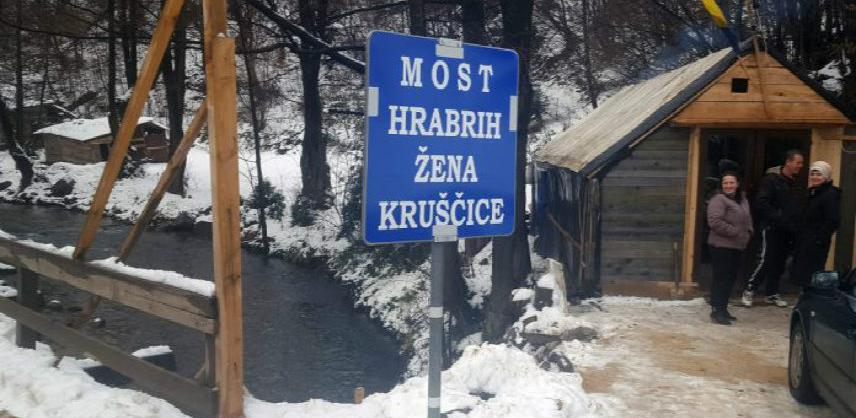 MOST
HRABRIH
ŽENA
KRUŠČICE